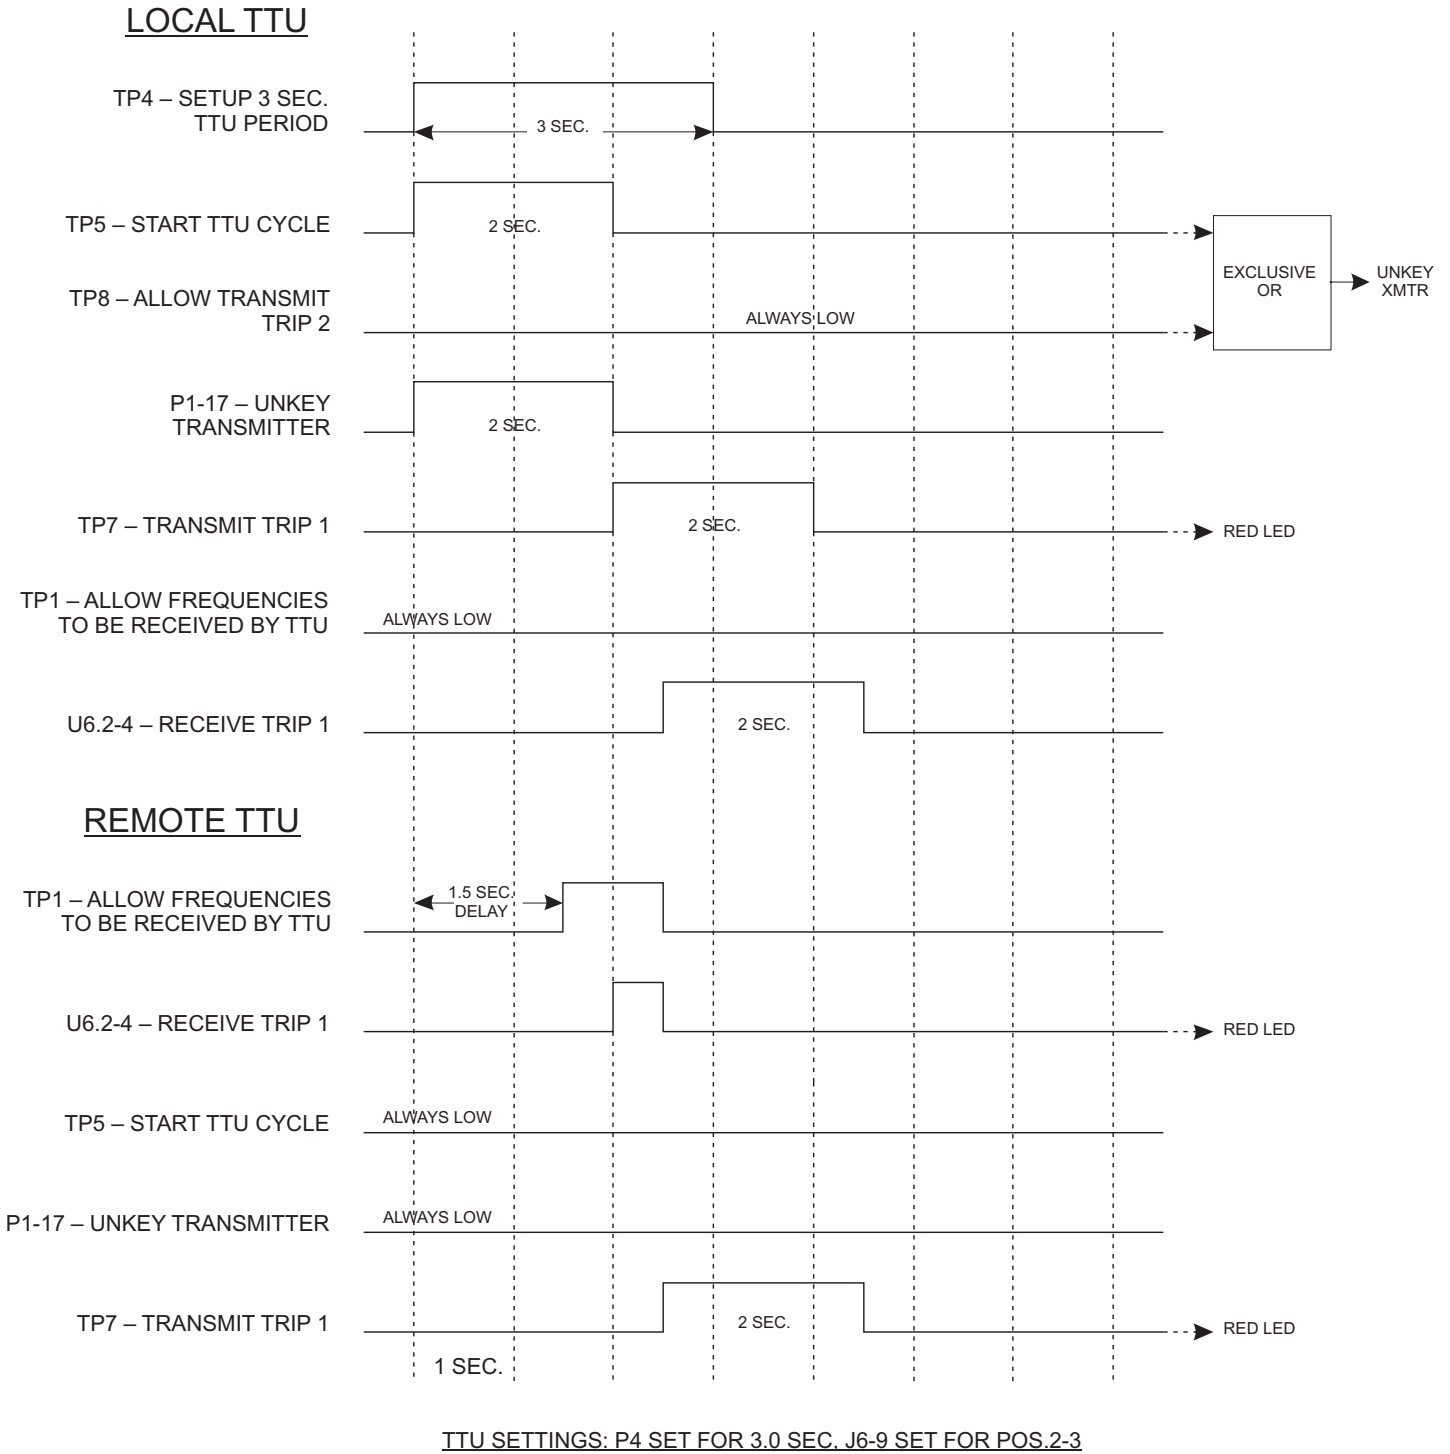 LOCAL TTU
TP4 – SETUP 3 SEC.
TTU PERIOD
3 SEC.
TP5 – START TTU CYCLE
2 SEC.
TP8 – ALLOW TRANSMIT
TRIP 2
ALWAYS LOW
EXCLUSIVE
OR
UNKEY
XMTR
P1-17 – UNKEY
TRANSMITTER
2 SEC.
TP7 – TRANSMIT TRIP 1
2 SEC.
RED LED
TP1 – ALLOW FREQUENCIES
TO BE RECEIVED BY TTU
ALWAYS LOW
U6.2-4 – RECEIVE TRIP 1
2 SEC.
REMOTE TTU
TP1 – ALLOW FREQUENCIES
TO BE RECEIVED BY TTU
1.5 SEC.
DELAY
U6.2-4 – RECEIVE TRIP 1
RED LED
TP5 – START TTU CYCLE
ALWAYS LOW
P1-17 – UNKEY TRANSMITTER
ALWAYS LOW
TP7 – TRANSMIT TRIP 1
2 SEC.
RED LED
1 SEC.
TTU SETTINGS: P4 SET FOR 3.0 SEC, J6-9 SET FOR POS.2-3